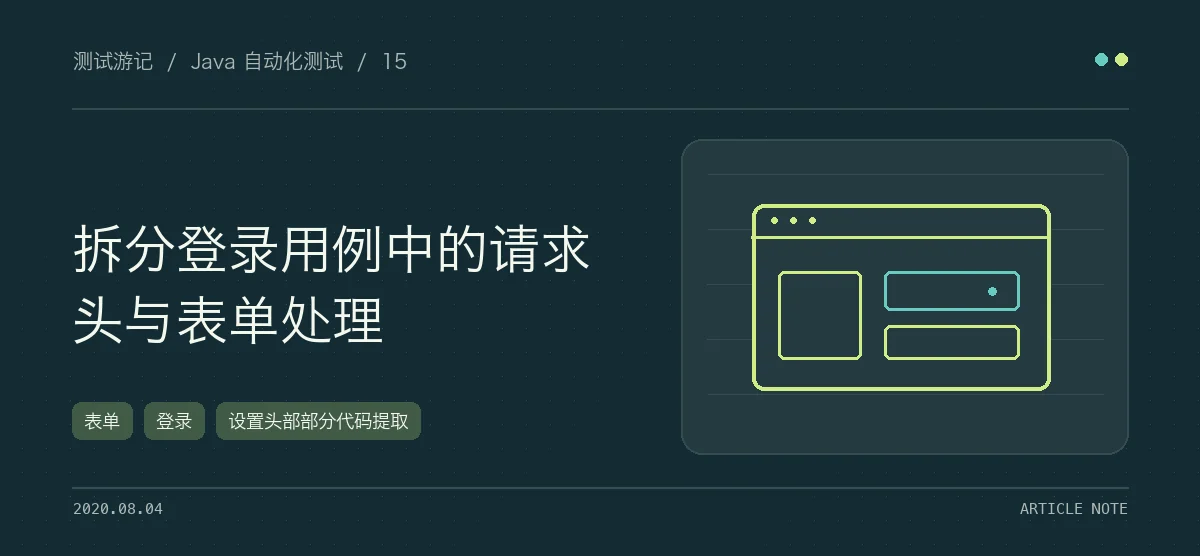 测试游记 / Java 自动化测试 / 15
拆分登录用例中的请求
头与表单处理
表单 登录 设置头部部分代码提取
2020.08.04 ARTICLE NOTE